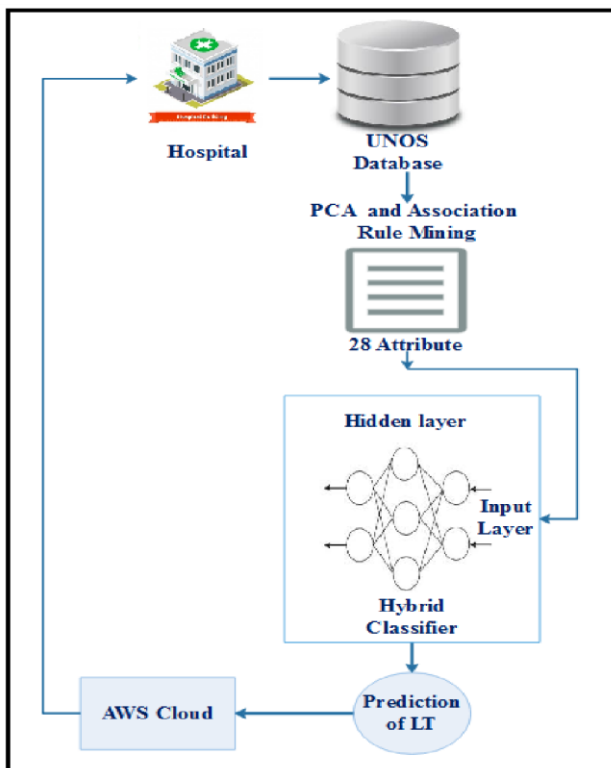 Hospital
UNOS
Database
PCA and Association
Rule Mining
28 Attribute
Hidden layer
Input
Layer
Hybrid
Classifier
Prediction
of LT
AWS Cloud